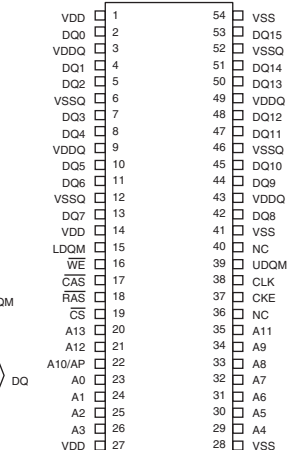 VDD 1 54 VSS
DQ0 2 53 DQ15
VDDQ 3 52 VSSQ
DQ1 4 51 DQ14
DQ2 5 50 DQ13
VSSQ 6 49 VDDQ
DQ3 7 48 DQ12
DQ4 8 47 DQ11
VDDQ 9 46 VSSQ
DQ5 10 45 DQ10
DQ6 11 44 DQ9
VSSQ 12 43 VDDQ
DQ7 13 42 DQ8
VDD 14 41 VSS
LDQM 15 40 NC
WE 16 39 UDQM
CAS 17 38 CLK
QM RAS 18 37 CKE
CS 19 36 NC
A13 20 35 A11
A12 21 34 A9
A10/AP 22 33 A8
DQ A0 23 32 A7
A1 24 31 A6
A2 25 30 A5
A3 26 29 A4
VDD 27 28 VSS